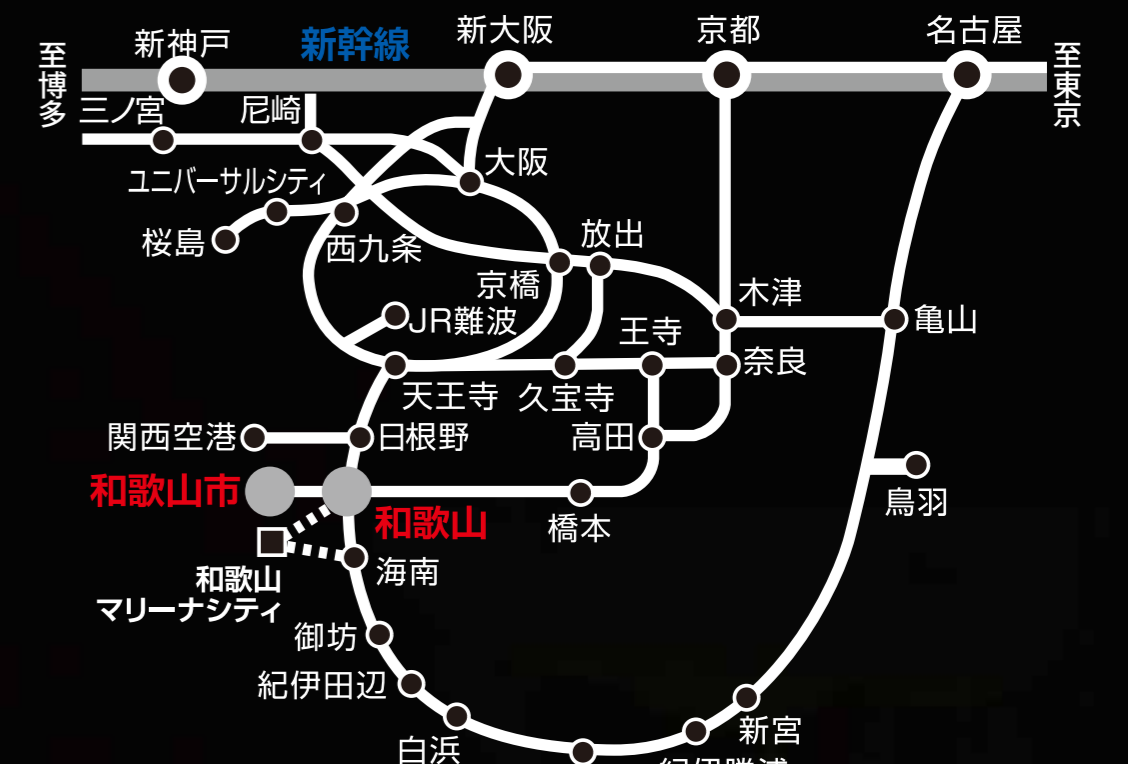 至博多
新神戸
新幹線
新大阪
京都
名古屋
至東京
三ノ宮
尼崎
大阪
ユニバーサルシティ
桜島
西九条
放出
京橋
木津
JR難波
王寺
亀山
奈良
天王寺
久宝寺
関西空港
日根野
高田
和歌山市
和歌山
橋本
鳥羽
海南
和歌山
マリーナシティ
御坊
紀伊田辺
白浜
新宮
紀伊勝浦